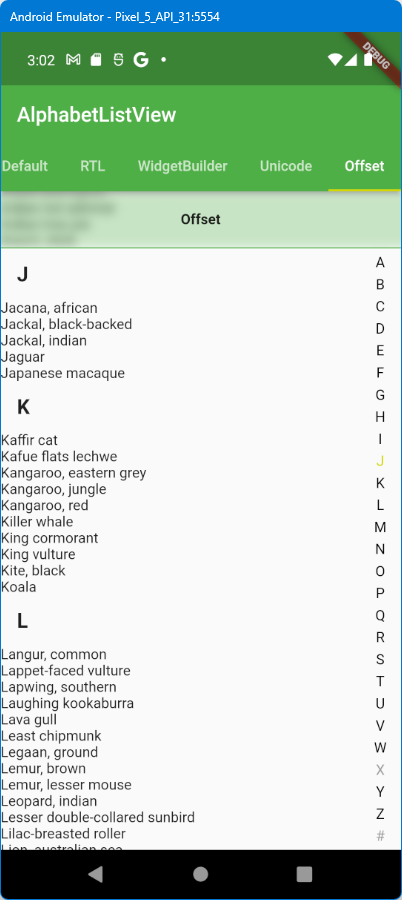 Android Emulator - Pixel_5_API_31:5554
3:02
DEBUG
AlphabetListView
Default RTL WidgetBuilder Unicode Offset
Offset
J
Jacana, african
Jackal, black-backed
Jackal, indian
Jaguar
Japanese macaque
K
Kaffir cat
Kafue flats lechwe
Kangaroo, eastern grey
Kangaroo, jungle
Kangaroo, red
Killer whale
King cormorant
King vulture
Kite, black
Koala
L
Langur, common
Lappet-faced vulture
Lapwing, southern
Laughing kookaburra
Lava gull
Least chipmunk
Legaan, ground
Lemur, brown
Lemur, lesser mouse
Leopard, indian
Lesser double-collared sunbird
Lilac-breasted roller
Lion, australian sea
A
B
C
D
E
F
G
H
I
J
K
L
M
N
O
P
Q
R
S
T
U
V
W
X
Y
Z
#